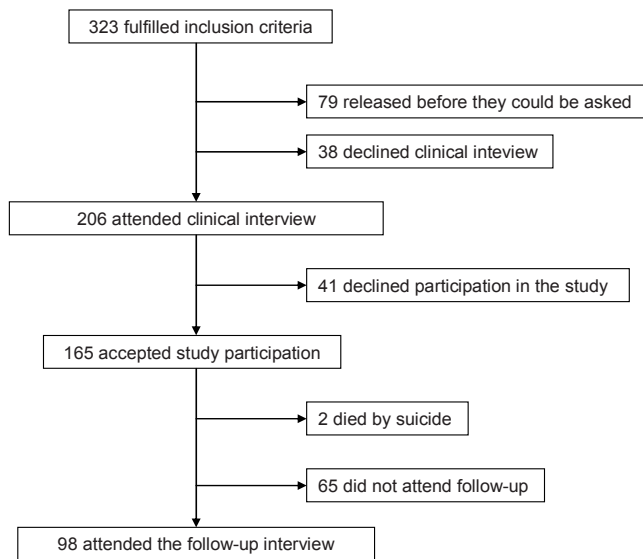 323 fulfilled inclusion criteria
79 released before they could be asked
38 declined clinical inteview
206 attended clinical interview
41 declined participation in the study
165 accepted study participation
2 died by suicide
65 did not attend follow-up
98 attended the follow-up interview